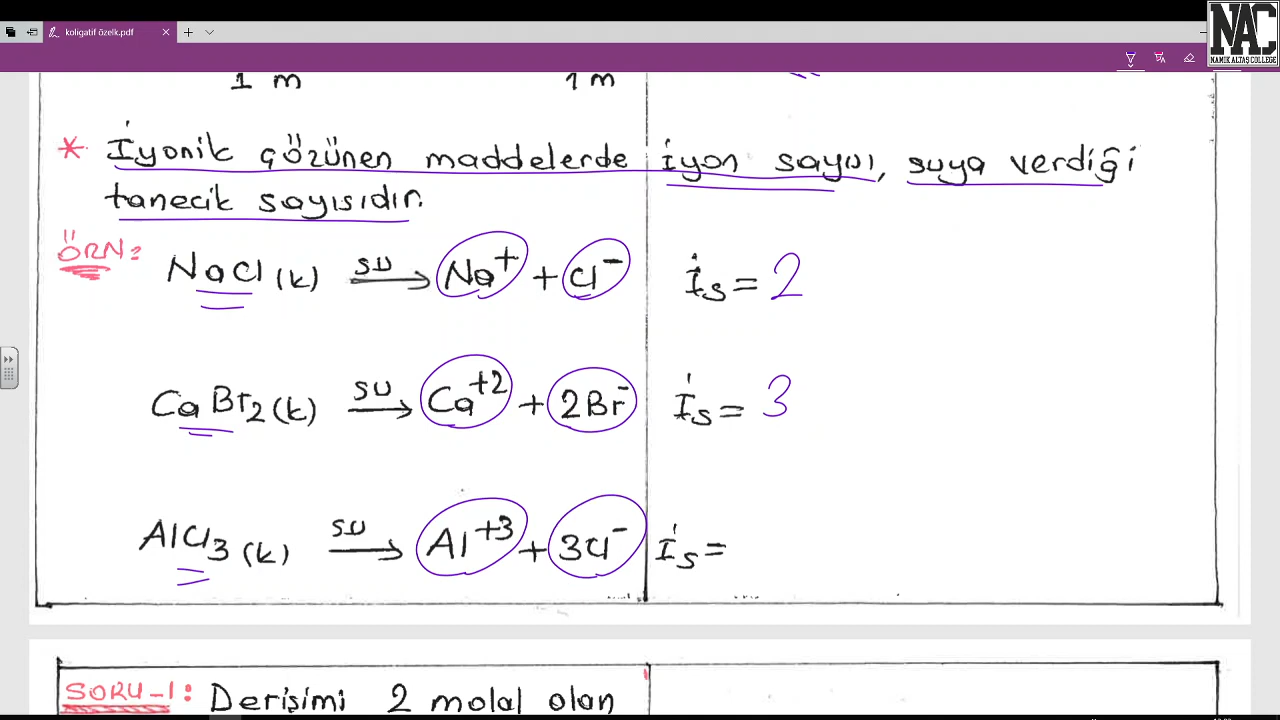 koligatif özelk.pdf
NAC
NAMIK ALTAŞ COLLEGE
1 m 1 m
* İyonik çözünen maddelerde iyon sayısı, suya verdiği
tanecik sayısıdır.
ÖRN:
NaCl (k) su → Na⁺ + Cl⁻ İs = 2
CaBr₂ (k) su → Ca⁺² + 2Br⁻ İs = 3
AlCl₃ (k) su → Al⁺³ + 3Cl⁻ İs =
SORU-1: Derişimi 2 molal olan